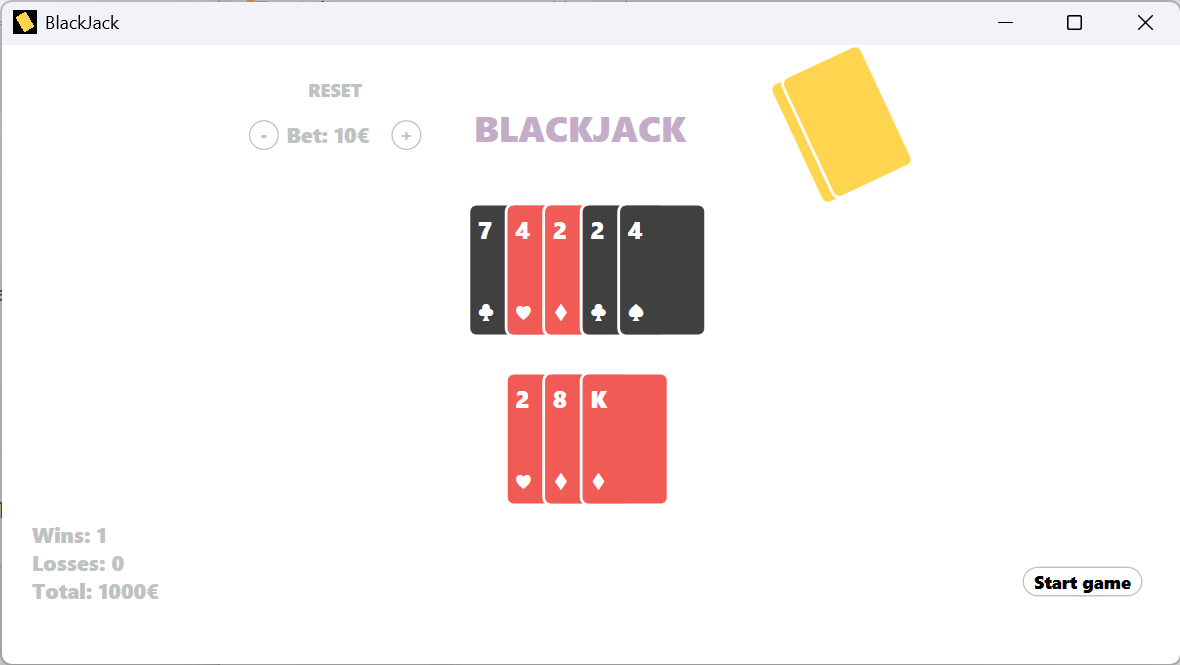 BlackJack
RESET
- Bet: 10€ +
BLACKJACK
7 4 2 2 4
2 8 K
Wins: 1
Losses: 0
Total: 1000€
Start game